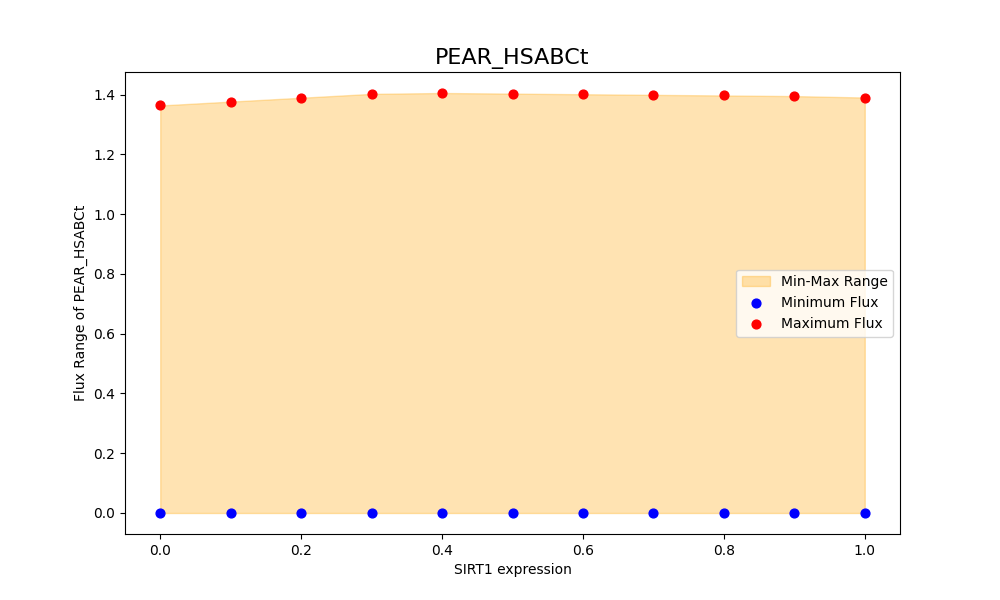 PEAR_HSABCt
1.4
1.2
1.0
0.8
0.6
0.4
0.2
0.0
Flux Range of PEAR_HSABCt
Min-Max Range
Minimum Flux
Maximum Flux
0.0 0.2 0.4 0.6 0.8 1.0
SIRT1 expression